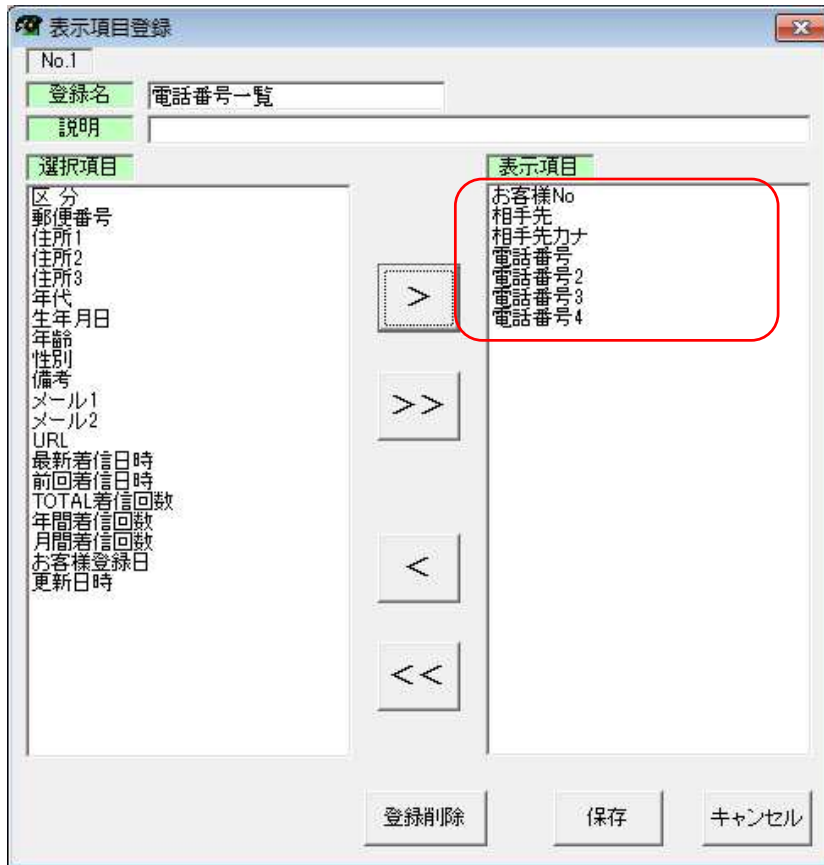 表示項目登録
No.1
登録名 電話番号一覧
説明
選択項目
区 分
郵便番号
住所1
住所2
住所3
年代
生年月日
年齢
性別
備考
メール1
メール2
URL
最新着信日時
前回着信日時
TOTAL着信回数
年間着信回数
月間着信回数
お客様登録日
更新日時
>
>>
<
<<
表示項目
お客様No
相手先
相手先カナ
電話番号
電話番号2
電話番号3
電話番号4
登録削除 保存 キャンセル